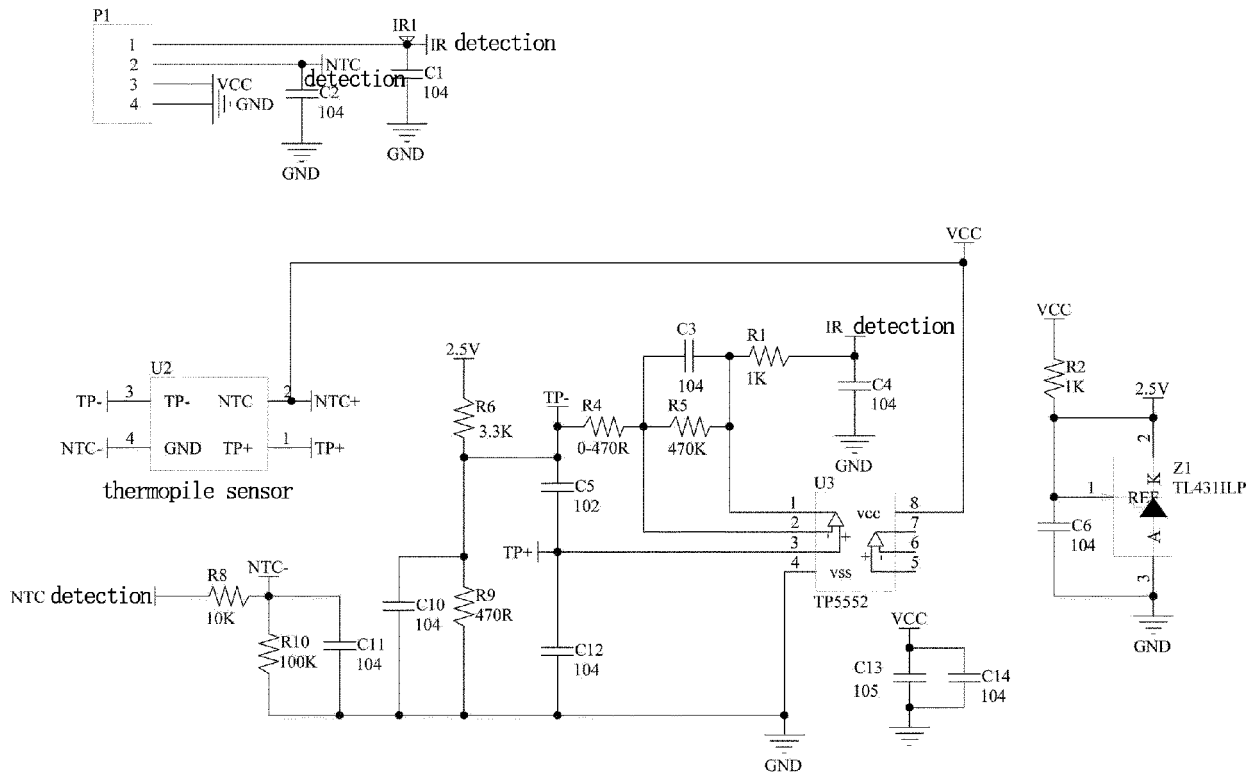 P1
1
2
3
4
IR1
IR detection
NTC
detection
VCC
GND
C1
104
C2
104
GND
GND
VCC
U2
TP- 3 TP- NTC 2 NTC+
NTC- 4 GND TP+ 1 TP+
thermopile sensor
2.5V
R6
3.3K
TP-
R4
0-470R
C3
104
R5
470K
R1
1K
IR detection
C4
104
GND
C5
102
TP+
U3
1 VCC 8
2 7
3 6
4 VSS 5
- +
+ -
TP5552
NTC detection
R8
10K
NTC-
R10
100K
C11
104
C10
104
R9
470R
C12
104
GND
VCC
C13
105
C14
104
VCC
R2
1K
2.5V
2
Z1
TL431ILP
1
REF
K
A
C6
104
3
GND